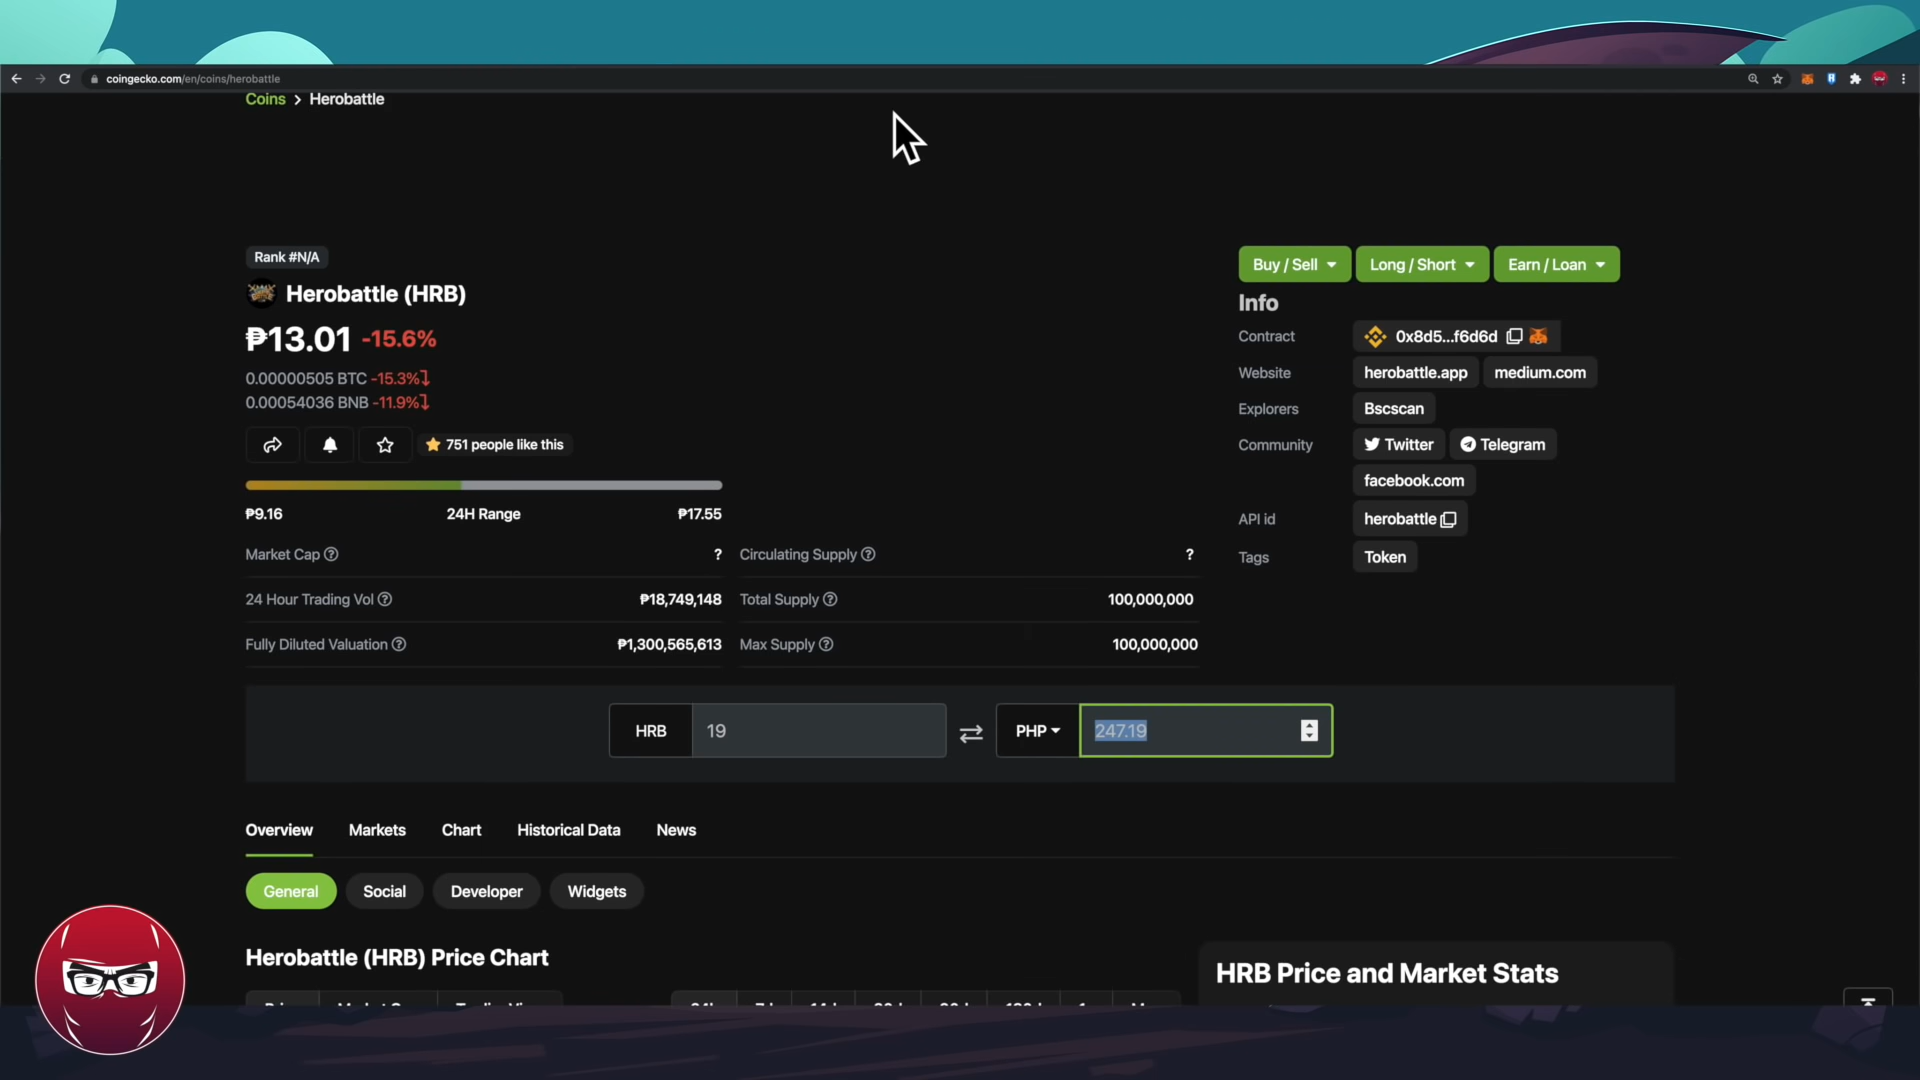 coingecko.com/en/coins/herobattle
Coins > Herobattle
Rank #N/A
Herobattle (HRB)
₱13.01 -15.6%
0.00000505 BTC -15.3%
0.00054036 BNB -11.9%
751 people like this
₱9.16 24H Range ₱17.55
Market Cap ?
Circulating Supply ?
24 Hour Trading Vol ₱18,749,148
Total Supply 100,000,000
Fully Diluted Valuation ₱1,300,565,613
Max Supply 100,000,000
Buy / Sell Long / Short Earn / Loan
Info
Contract 0x8d5...f6d6d
Website herobattle.app medium.com
Explorers Bscscan
Community Twitter Telegram
facebook.com
API id herobattle
Tags Token
HRB 19 PHP 247.19
Overview Markets Chart Historical Data News
General Social Developer Widgets
Herobattle (HRB) Price Chart
HRB Price and Market Stats